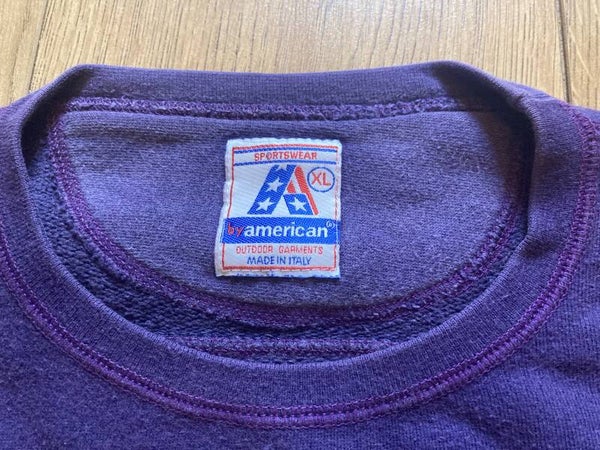 SPORTSWEAR
XL
by american®
OUTDOOR GARMENTS
MADE IN ITALY